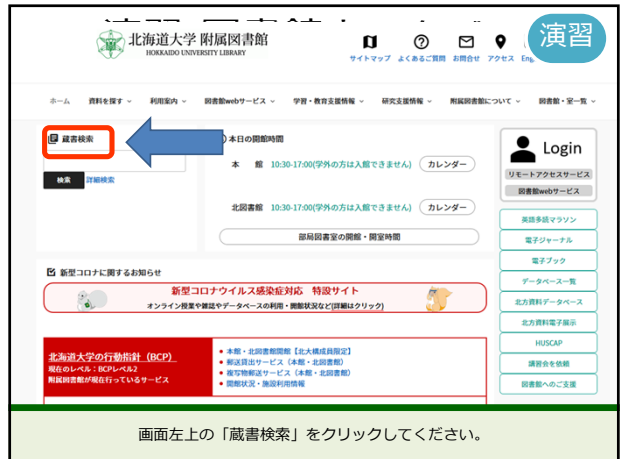 演習
北海道大学 附属図書館
HOKKAIDO UNIVERSITY LIBRARY
サイトマップ よくあるご質問 お問合せ アクセス Eng
ホーム 資料を探す 利用案内 図書館webサービス 学習・教育支援情報 研究支援情報 附属図書館について 図書館・室一覧
蔵書検索
検索 詳細検索
本日の開館時間
本 館 10:30-17:00(学外の方は入館できません) カレンダー
北図書館 10:30-17:00(学外の方は入館できません) カレンダー
部局図書室の開館・開室時間
Login
リモートアクセスサービス
図書館webサービス
英語多読マラソン
電子ジャーナル
電子ブック
データベース一覧
北方資料データベース
北方資料電子展示
HUSCAP
講習会を依頼
図書館へのご支援
新型コロナに関するお知らせ
新型コロナウイルス感染症対応 特設サイト
オンライン授業や雑誌やデータベースの利用・開館状況など(詳細はクリック)
北海道大学の行動指針（BCP）
現在のレベル：BCPレベル2
附属図書館が現在行っているサービス
・本館・北図書館開館【北大構成員限定】
・郵送貸出サービス（本館・北図書館）
・複写物郵送サービス（本館・北図書館）
・開館状況・施設利用情報
画面左上の「蔵書検索」をクリックしてください。